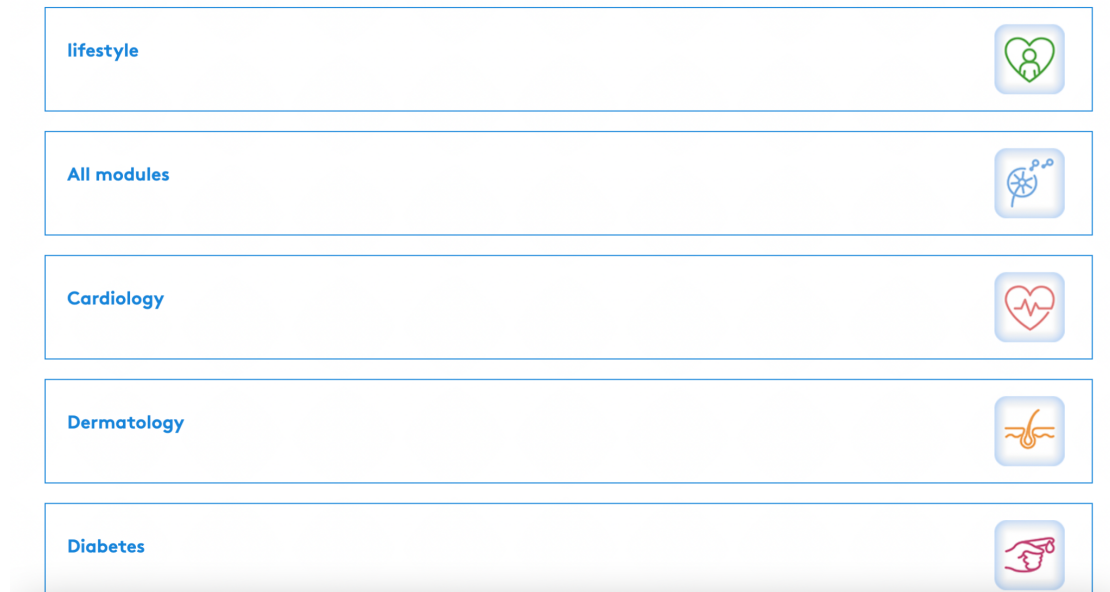 lifestyle
All modules
Cardiology
Dermatology
Diabetes